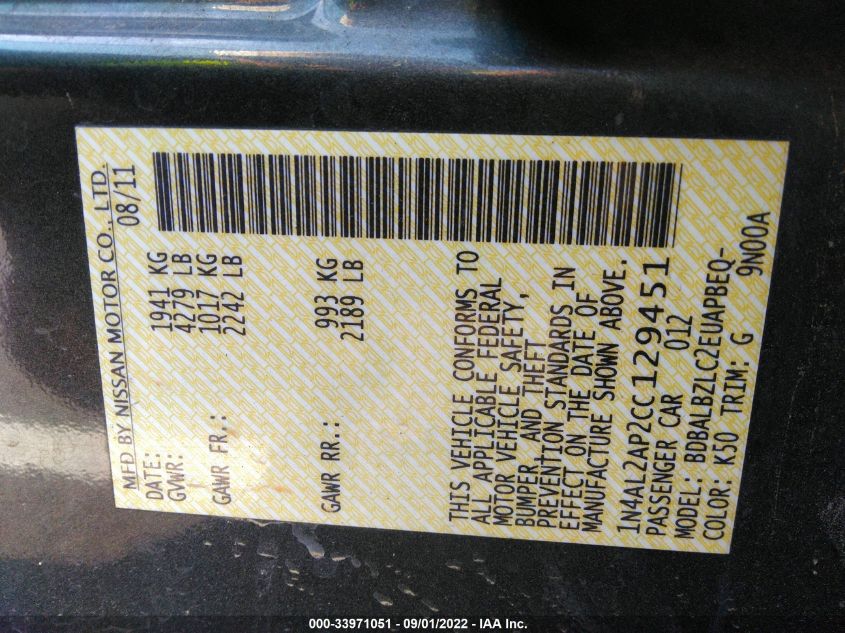 MFD BY NISSAN MOTOR CO., LTD.
DATE: 08/11
GVWR: 1941 KG
4279 LB
GAWR FR.: 1017 KG
2242 LB
GAWR RR.: 993 KG
2189 LB
THIS VEHICLE CONFORMS TO
ALL APPLICABLE FEDERAL
MOTOR VEHICLE SAFETY,
BUMPER AND THEFT
PREVENTION STANDARDS IN
EFFECT ON THE DATE OF
MANUFACTURE SHOWN ABOVE.
1N4AL2AP2CC129451
PASSENGER CAR 012
MODEL: BDBALBZLC2EUAPBEQ-
COLOR: K50 TRIM: G 9N00A
000-33971051 - 09/01/2022 - IAA Inc.